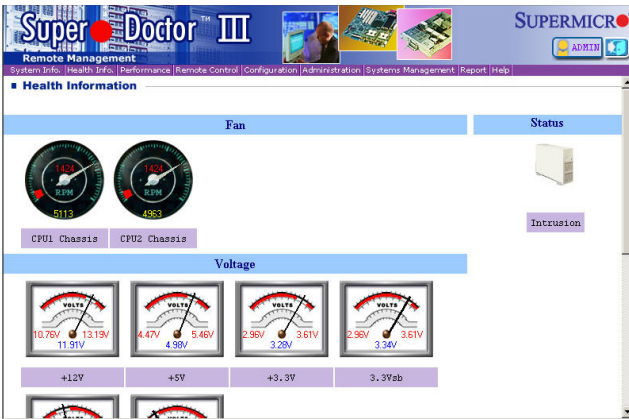 Super Doctor TM III
SUPERMICR
Remote Management
ADMIN
System Info. Health Info. Performance Remote Control Configuration Administration Systems Management Report Help
Health Information
Fan
Status
1424
RPM
5113
1424
RPM
4963
CPU1 Chassis
CPU2 Chassis
Intrusion
Voltage
VOLTS
10.76V 13.19V
11.91V
VOLTS
4.47V 5.46V
4.98V
VOLTS
2.96V 3.61V
3.28V
VOLTS
2.96V 3.61V
3.34V
+12V
+5V
+3.3V
3.3Vsb